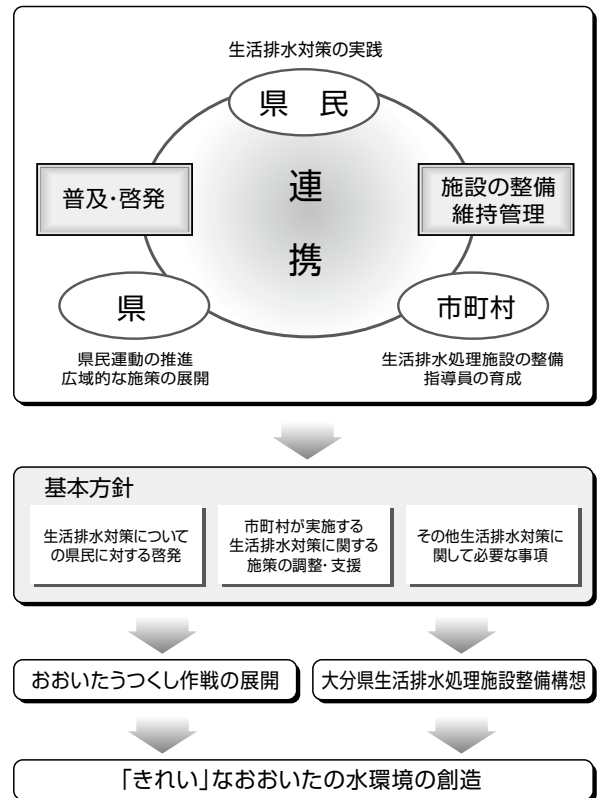 生活排水対策の実践
県 民
連
携
普及・啓発
施設の整備
維持管理
県
市町村
県民運動の推進
広域的な施策の展開
生活排水処理施設の整備
指導員の育成
基本方針
生活排水対策について
の県民に対する啓発
市町村が実施する
生活排水対策に関する
施策の調整・支援
その他生活排水対策に
関して必要な事項
おおいたうつくし作戦の展開
大分県生活排水処理施設整備構想
「きれい」なおおいたの水環境の創造